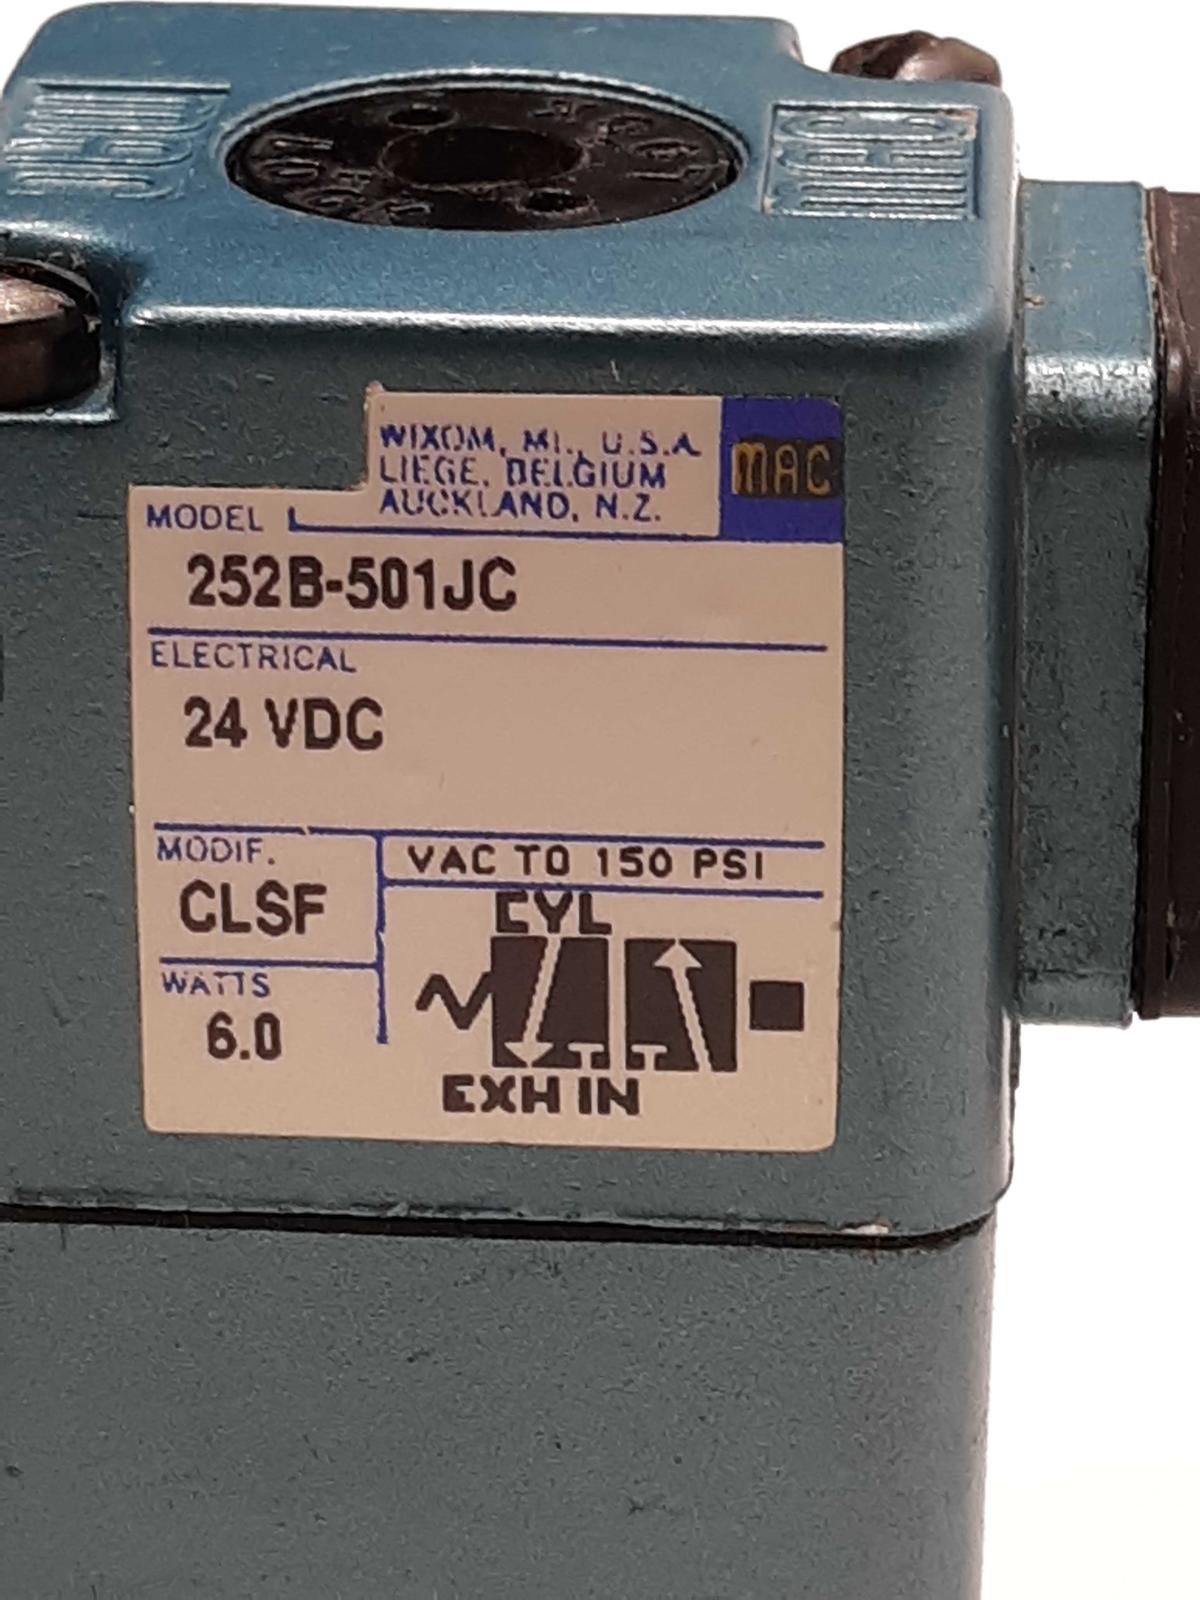 WIXOM, MI., U.S.A.
LIEGE, BELGIUM
AUCKLAND, N.Z.
MAC
MODEL
252B-501JC
ELECTRICAL
24 VDC
MODIF.
VAC TO 150 PSI
CLSF
CYL
WATTS
6.0
EXH IN